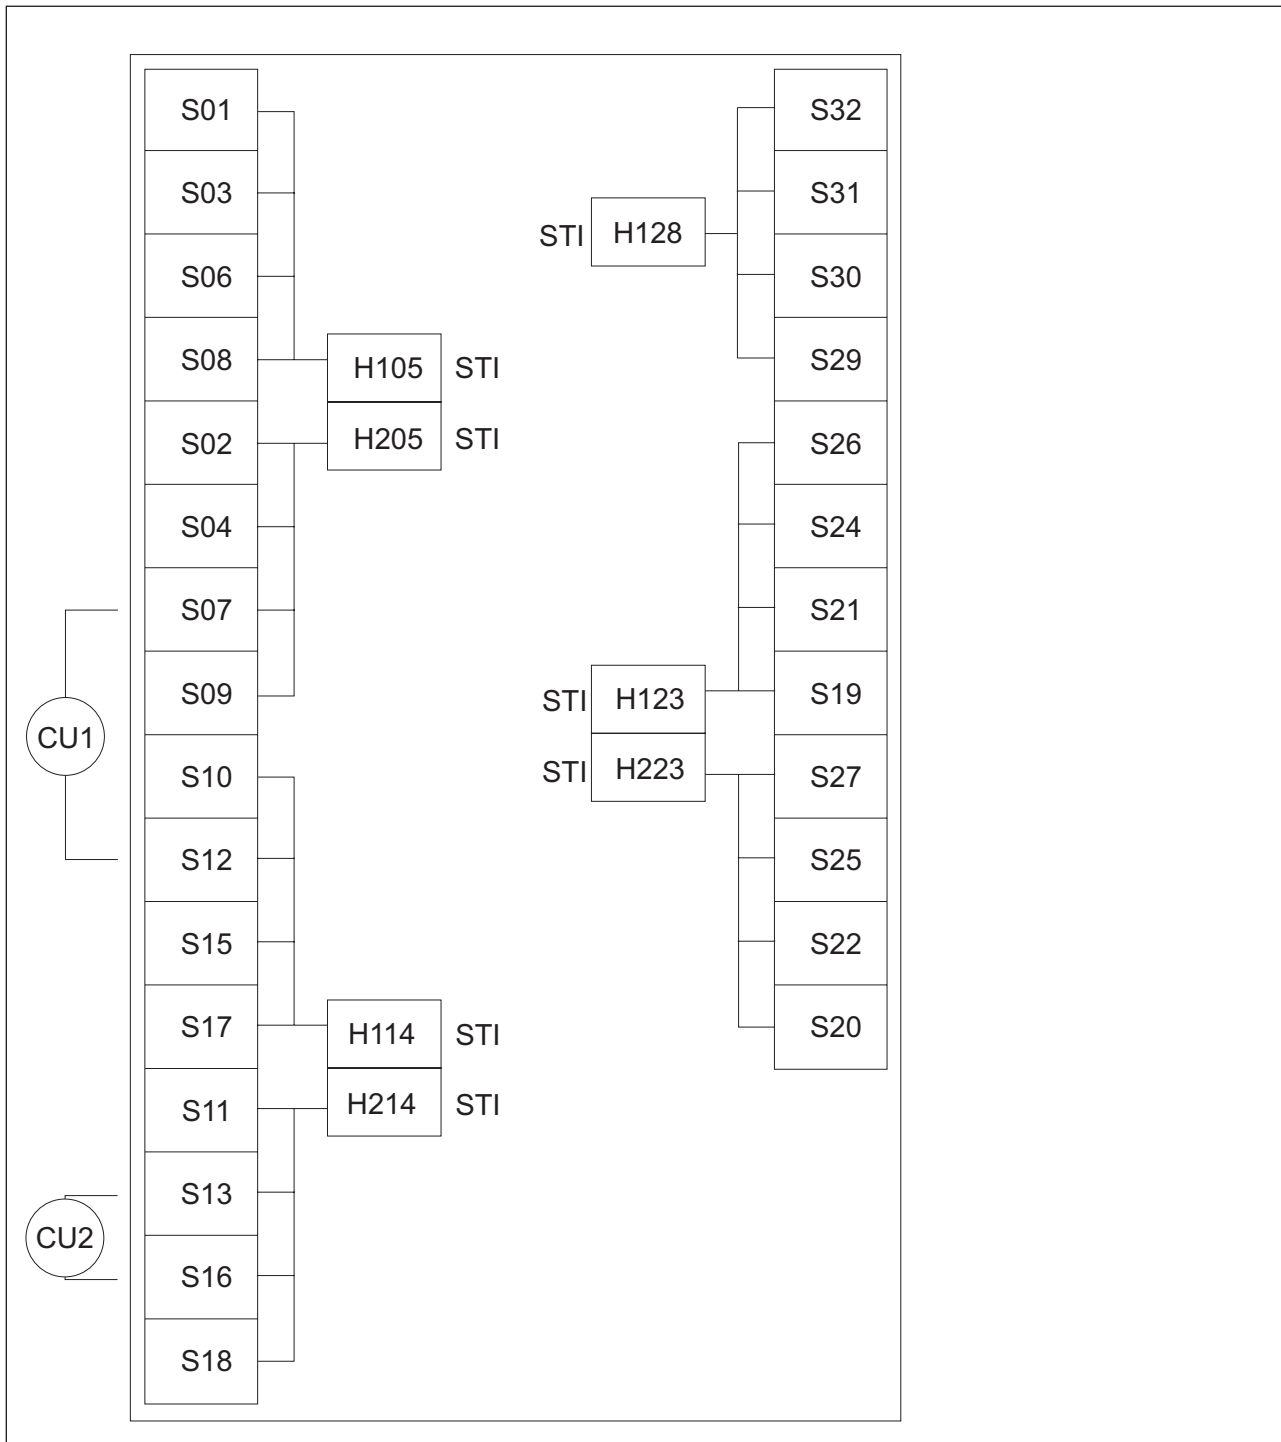 S01
S03
S06
S08
S02
S04
S07
S09
S10
S12
S15
S17
S11
S13
S16
S18
CU1
CU2
H105 STI
H205 STI
H114 STI
H214 STI
STI H128
STI H123
STI H223
S32
S31
S30
S29
S26
S24
S21
S19
S27
S25
S22
S20